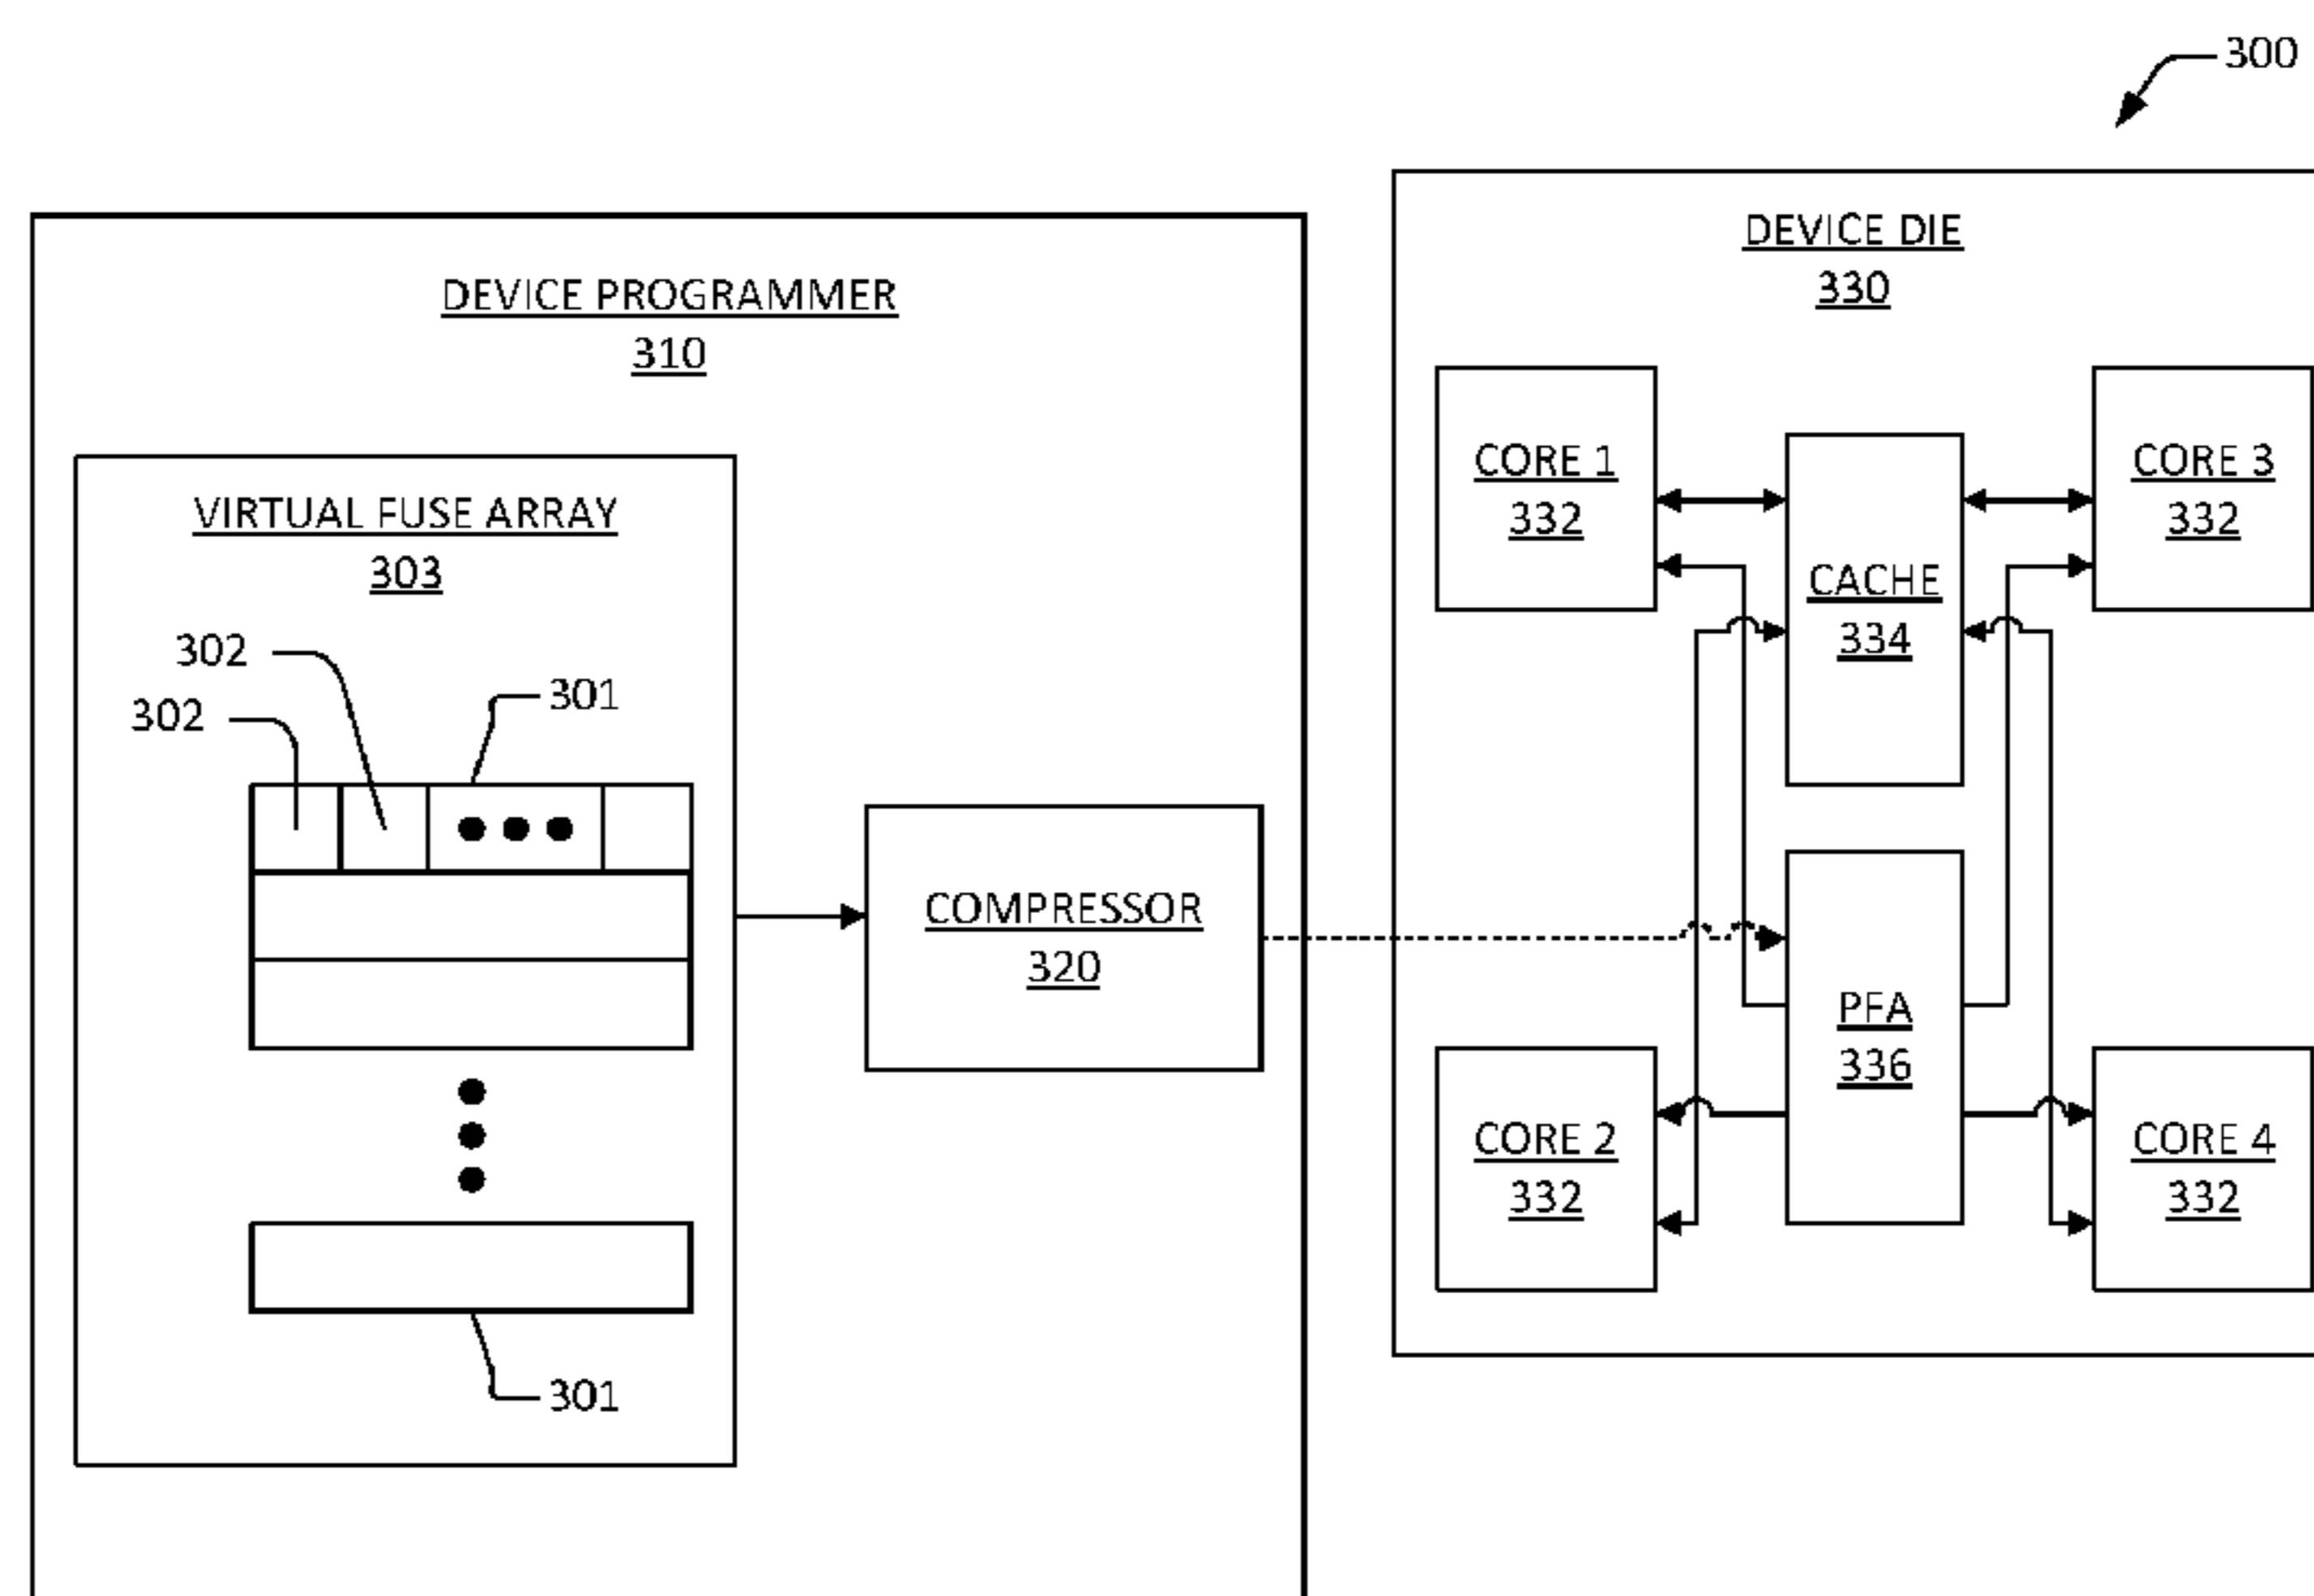 300
DEVICE PROGRAMMER
310
VIRTUAL FUSE ARRAY
303
302
302
301
301
COMPRESSOR
320
DEVICE DIE
330
CORE 1
332
CACHE
334
CORE 3
332
PFA
336
CORE 2
332
CORE 4
332